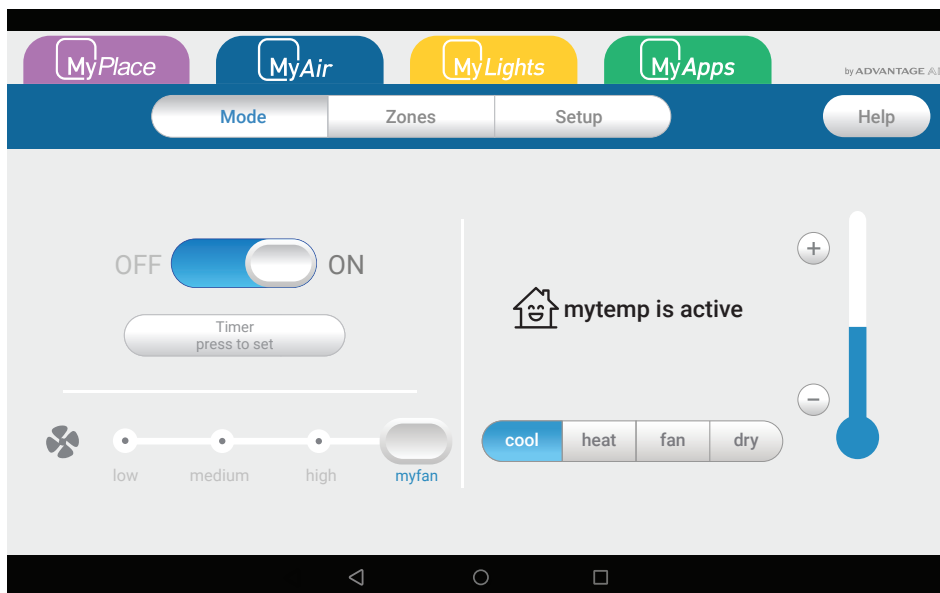 MyPlace
MyAir
MyLights
MyApps
by ADVANTAGE
Mode
Zones
Setup
Help
OFF
ON
Timer
press to set
mytemp is active
low
medium
high
myfan
cool
heat
fan
dry